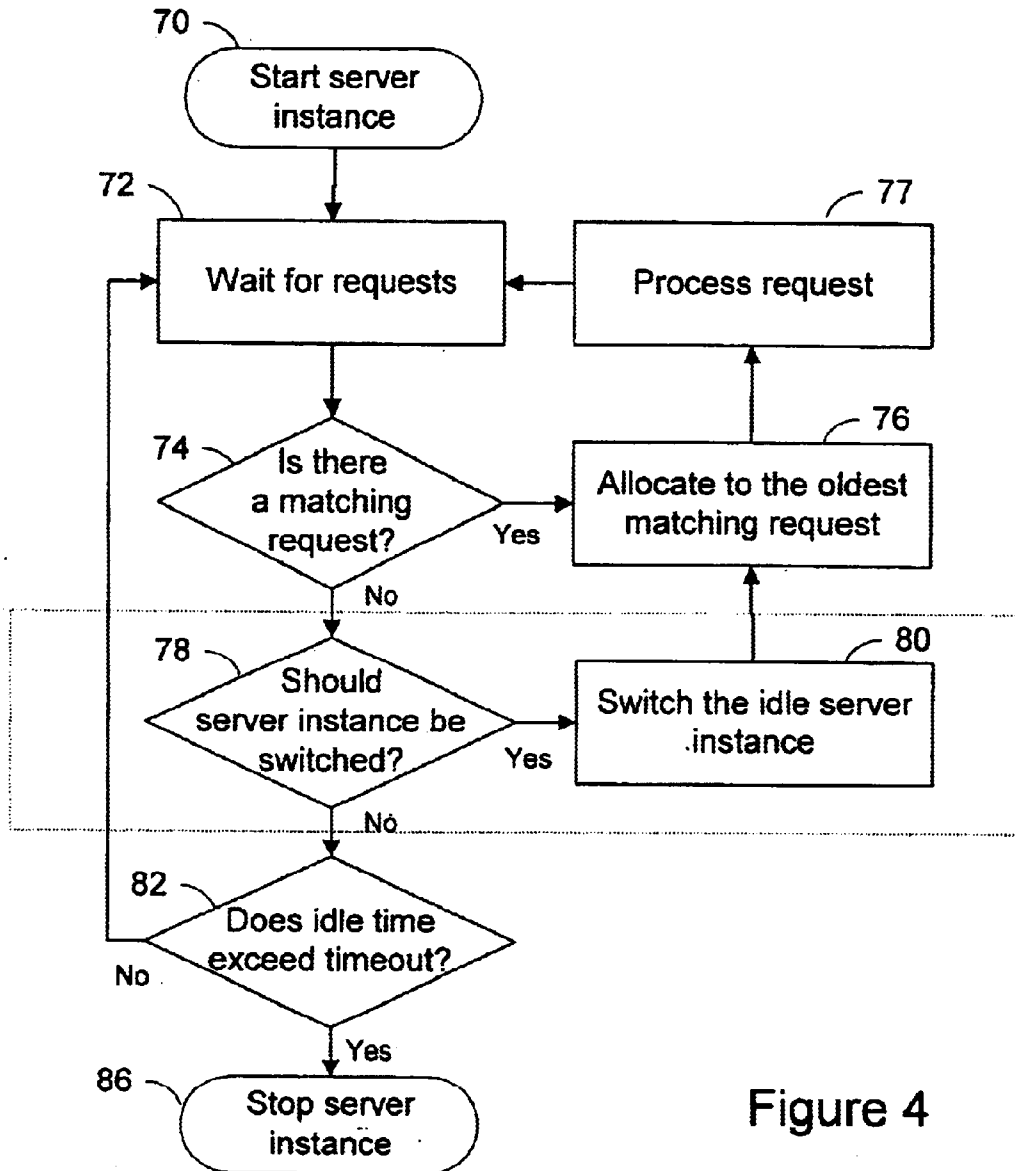 70
Start server
instance
72
Wait for requests
77
Process request
74
Is there
a matching
request?
Yes
No
76
Allocate to the oldest
matching request
78
Should
server instance be
switched?
Yes
No
80
Switch the idle server
instance
82
Does idle time
exceed timeout?
No
Yes
86
Stop server
instance
Figure 4